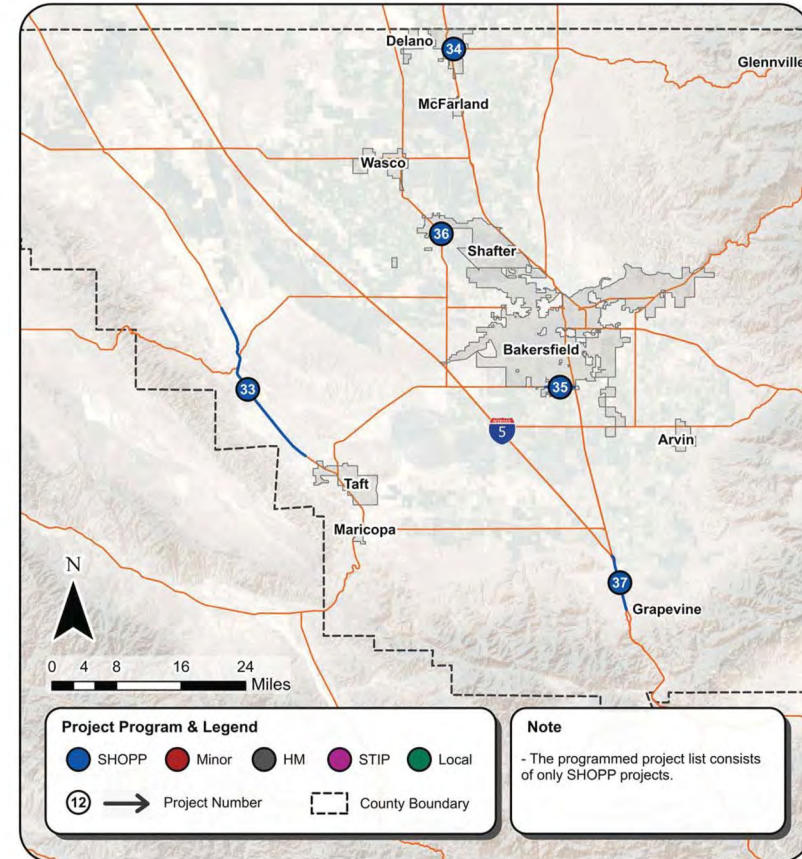 Delano
34
Glennville
McFarland
Wasco
36
Shafter
Bakersfield
33
35
5
Arvin
Taft
Maricopa
N
37
Grapevine
0 4 8 16 24
Miles
Project Program & Legend
SHOPP Minor HM STIP Local
12 Project Number County Boundary
Note
- The programmed project list consists
of only SHOPP projects.